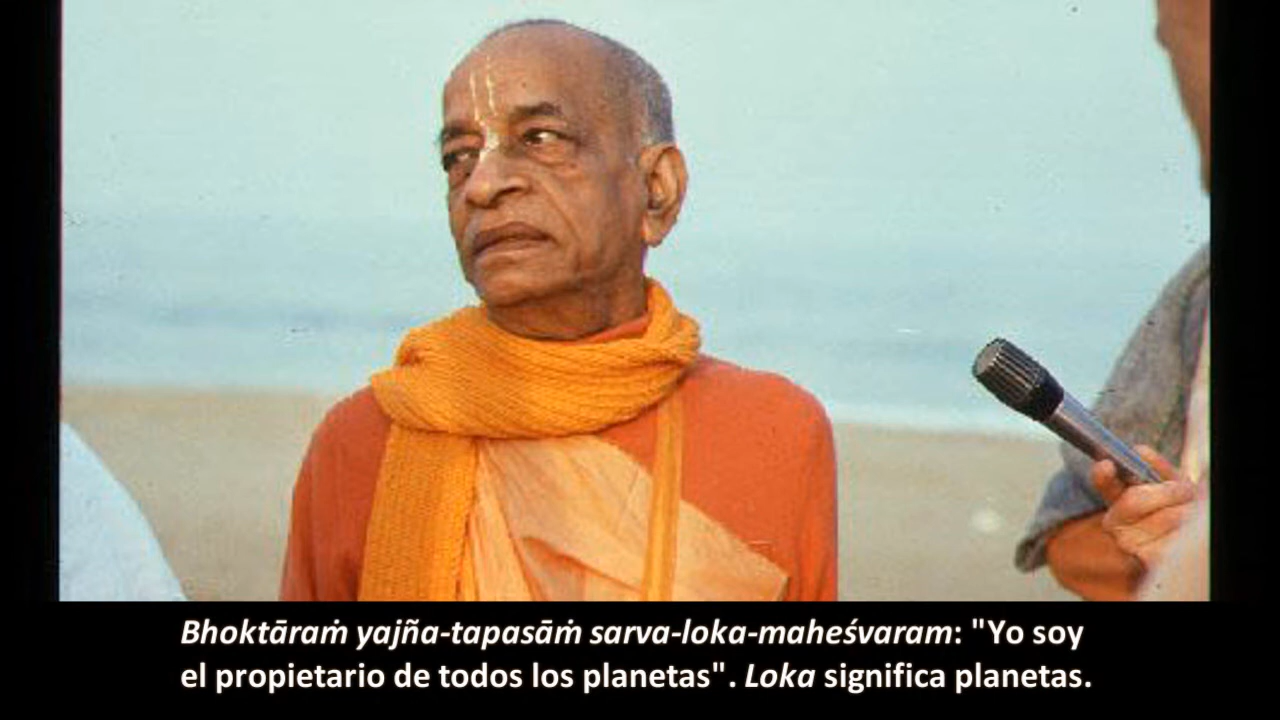 Bhoktāraṁ yajña-tapasāṁ sarva-loka-maheśvaram: "Yo soy
el propietario de todos los planetas". Loka significa planetas.